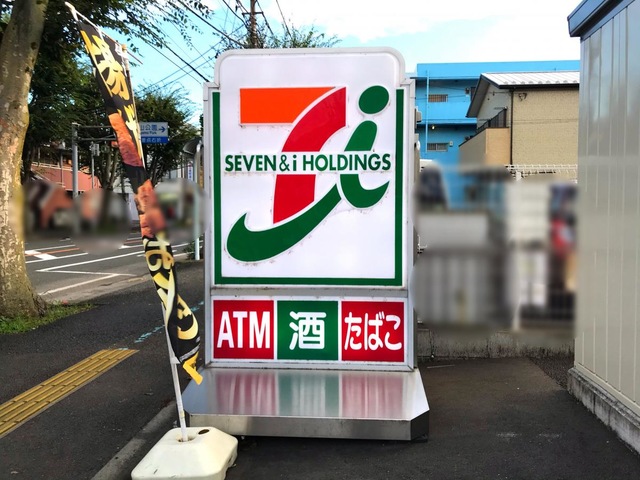 SEVEN & i HOLDINGS
ATM
酒
たばこ